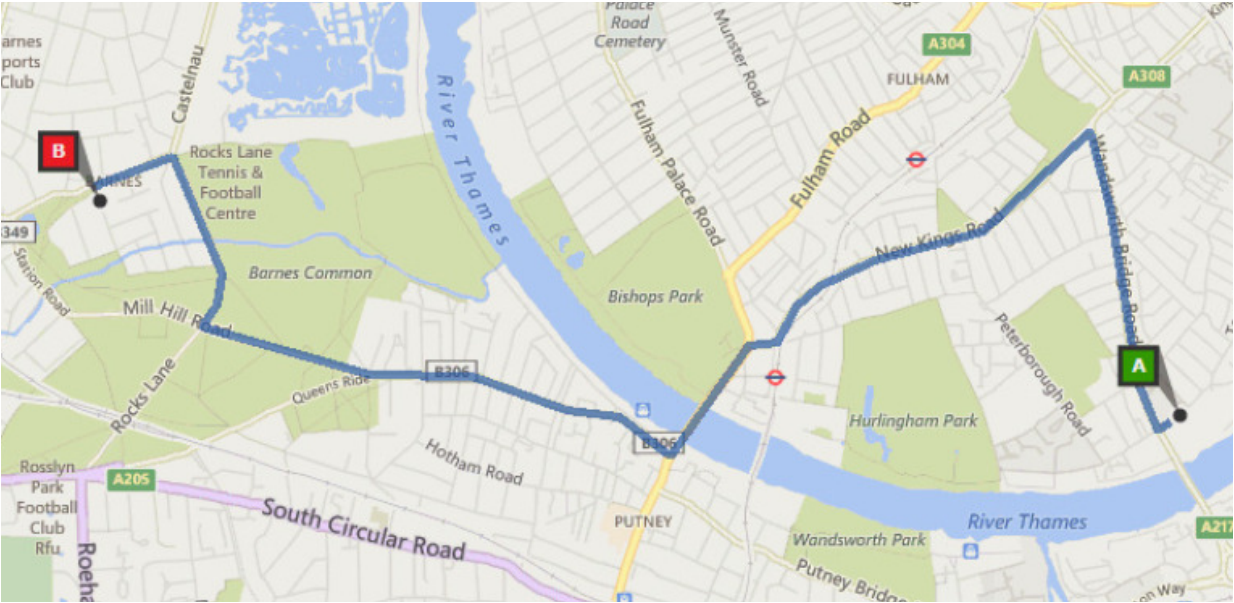 Palace
Road
Cemetery
Munster Road
A304
FULHAM
A308
arnes
ports
Club
Castelnau
River Thames
Fulham Palace Road
Fulham Road
Wandsworth Bridge Road
B
Rocks Lane
Tennis &
Football
Centre
New Kings Road
Station Road
Barnes Common
Bishops Park
Mill Hill Road
Peterborough Road
A
B306
Queens Ride
Rocks Lane
Hurlingham Park
B306
Hotham Road
Rosslyn
Park
Football
Club
Rfu
A205
South Circular Road
PUTNEY
River Thames
A217
Wandsworth Park
Roeha
Putney Bridge
on Way